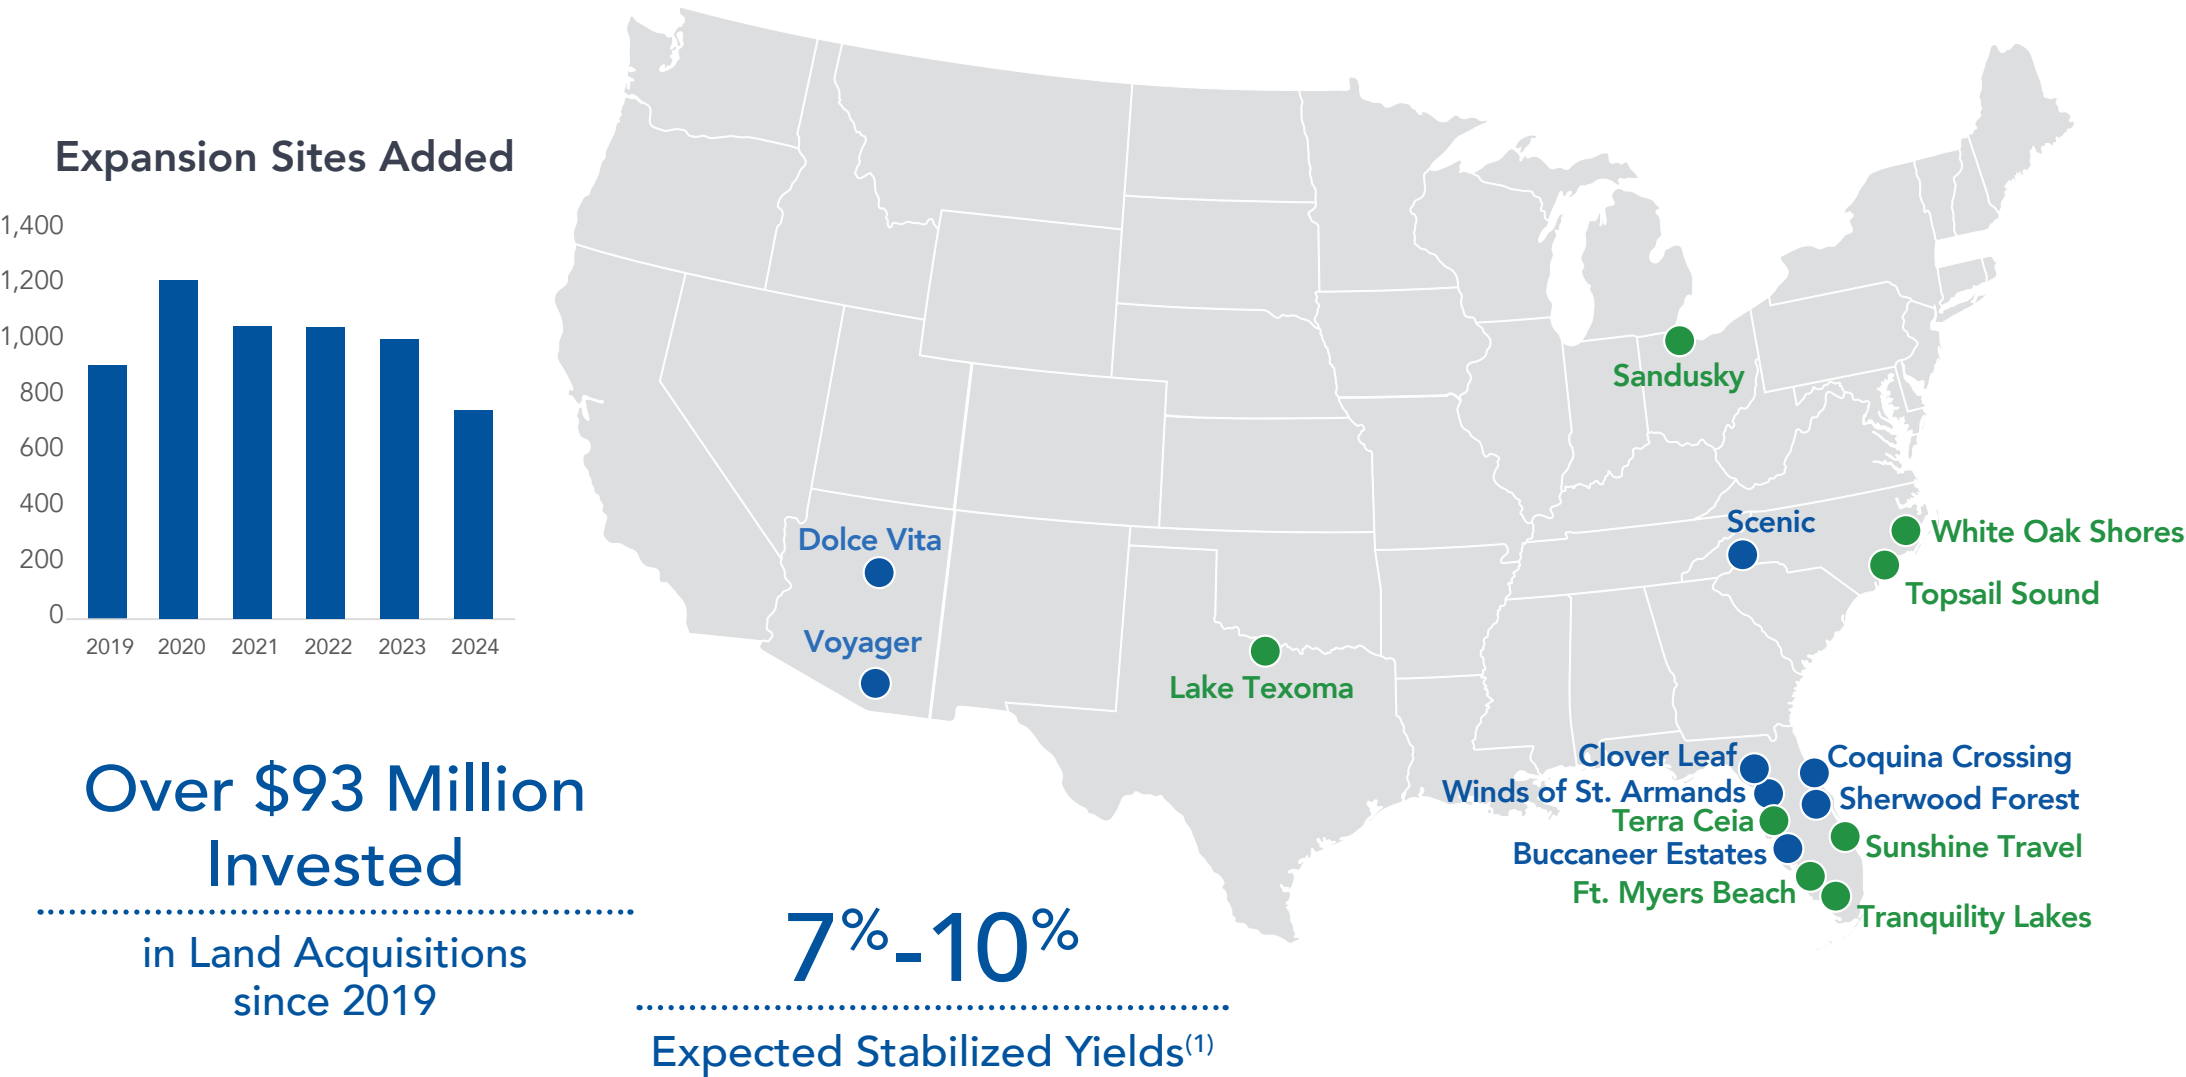 Expansion Sites Added
1,400
1,200
1,000
800
600
400
200
0
2019 2020 2021 2022 2023 2024
Over $93 Million
Invested
in Land Acquisitions
since 2019
7%-10%
Expected Stabilized Yields(1)
Sandusky
Scenic
White Oak Shores
Topsail Sound
Dolce Vita
Voyager
Lake Texoma
Clover Leaf
Coquina Crossing
Winds of St. Armands
Sherwood Forest
Terra Ceia
Sunshine Travel
Buccaneer Estates
Ft. Myers Beach
Tranquility Lakes